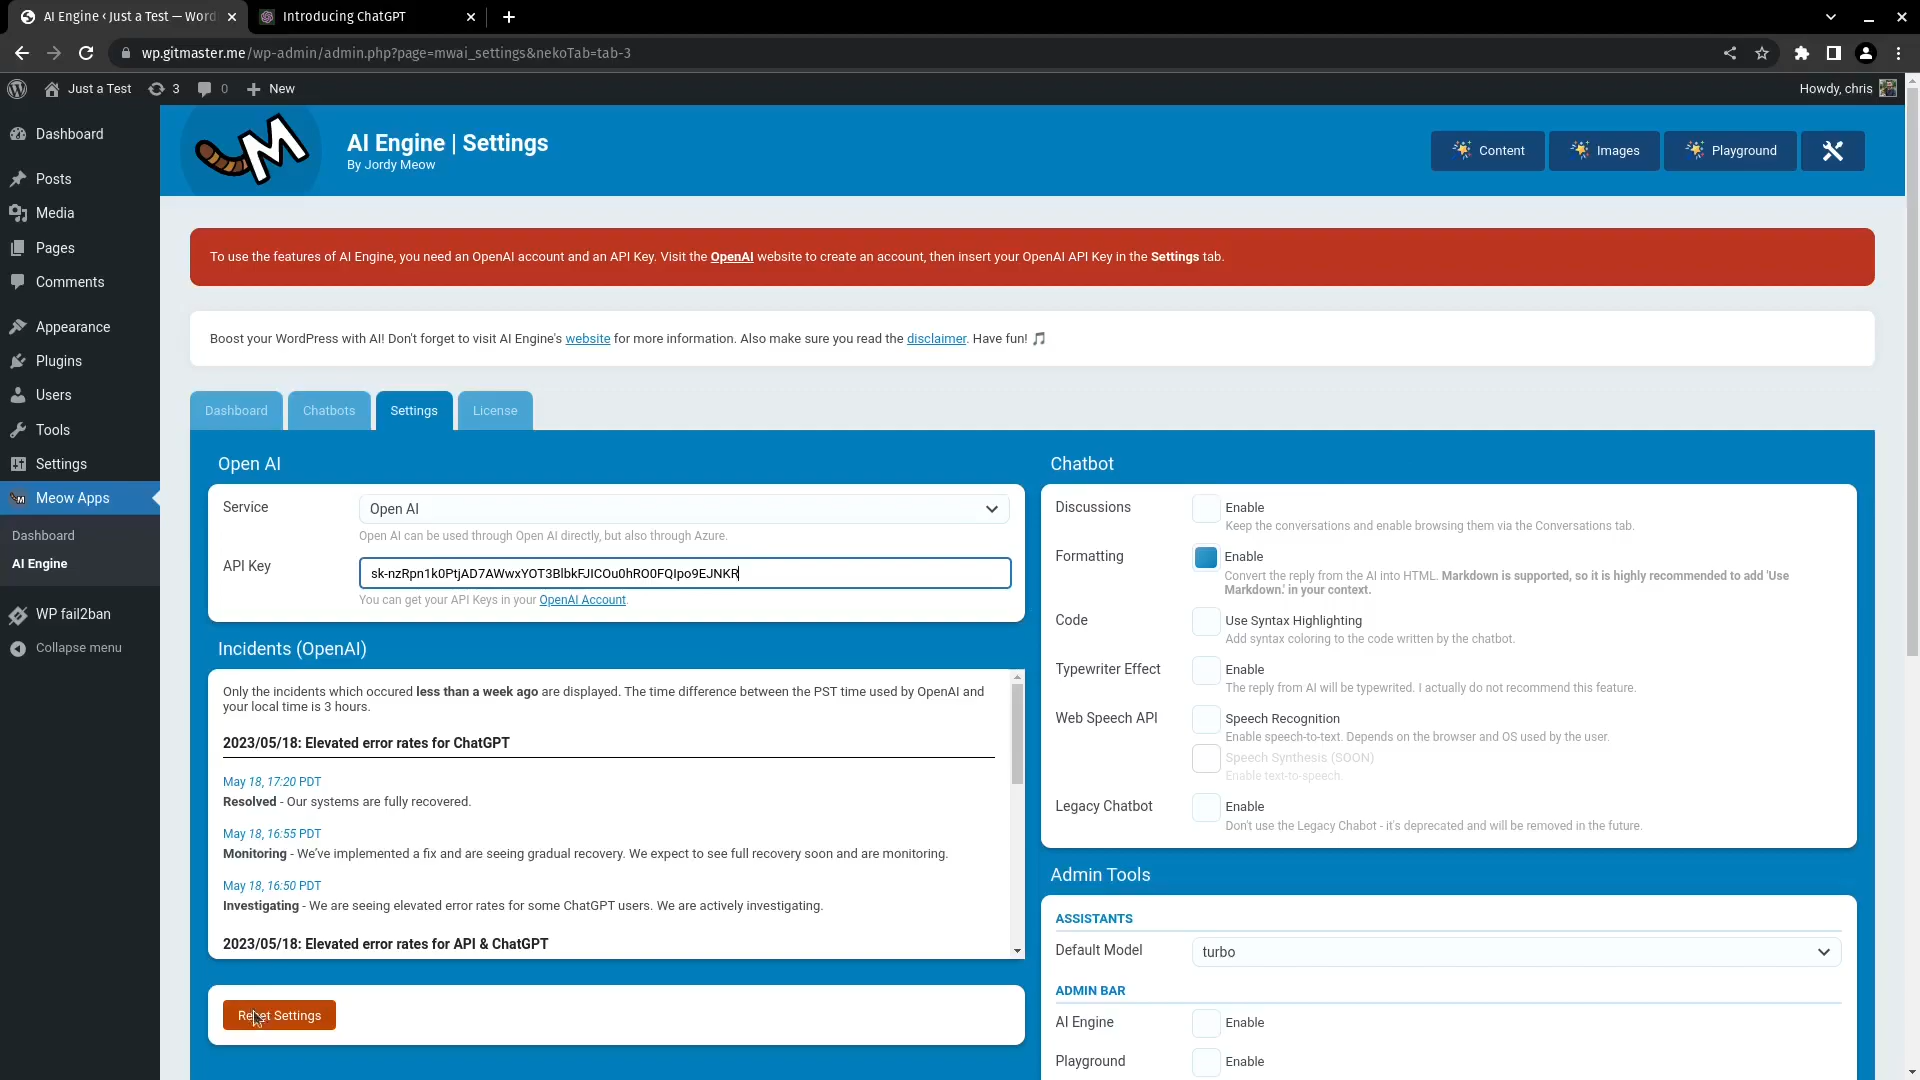 AI Engine ‹ Just a Test — Word
Introducing ChatGPT
wp.gitmaster.me/wp-admin/admin.php?page=mwai_settings&nekoTab=tab-3
Just a Test
3
0
New
Howdy, chris
Dashboard
Posts
Media
Pages
Comments
Appearance
Plugins
Users
Tools
Settings
Meow Apps
Dashboard
AI Engine
WP fail2ban
Collapse menu
M
AI Engine | Settings
By Jordy Meow
Content
Images
Playground
To use the features of AI Engine, you need an OpenAI account and an API Key. Visit the OpenAI website to create an account, then insert your OpenAI API Key in the Settings tab.
Boost your WordPress with AI! Don't forget to visit AI Engine's website for more information. Also make sure you read the disclaimer. Have fun! 🎵
Dashboard
Chatbots
Settings
License
Open AI
Service
Open AI
Open AI can be used through Open AI directly, but also through Azure.
API Key
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
You can get your API Keys in your OpenAI Account.
Incidents (OpenAI)
Only the incidents which occured less than a week ago are displayed. The time difference between the PST time used by OpenAI and
your local time is 3 hours.
2023/05/18: Elevated error rates for ChatGPT
May 18, 17:20 PDT
Resolved - Our systems are fully recovered.
May 18, 16:55 PDT
Monitoring - We've implemented a fix and are seeing gradual recovery. We expect to see full recovery soon and are monitoring.
May 18, 16:50 PDT
Investigating - We are seeing elevated error rates for some ChatGPT users. We are actively investigating.
2023/05/18: Elevated error rates for API & ChatGPT
Reset Settings
Chatbot
Discussions
Enable
Keep the conversations and enable browsing them via the Conversations tab.
Formatting
Enable
Convert the reply from the AI into HTML. Markdown is supported, so it is highly recommended to add 'Use
Markdown.' in your context.
Code
Use Syntax Highlighting
Add syntax coloring to the code written by the chatbot.
Typewriter Effect
Enable
The reply from AI will be typewrited. I actually do not recommend this feature.
Web Speech API
Speech Recognition
Enable speech-to-text. Depends on the browser and OS used by the user.
Speech Synthesis (SOON)
Enable text-to-speech.
Legacy Chatbot
Enable
Don't use the Legacy Chabot - it's deprecated and will be removed in the future.
Admin Tools
ASSISTANTS
Default Model
turbo
ADMIN BAR
AI Engine
Enable
Playground
Enable